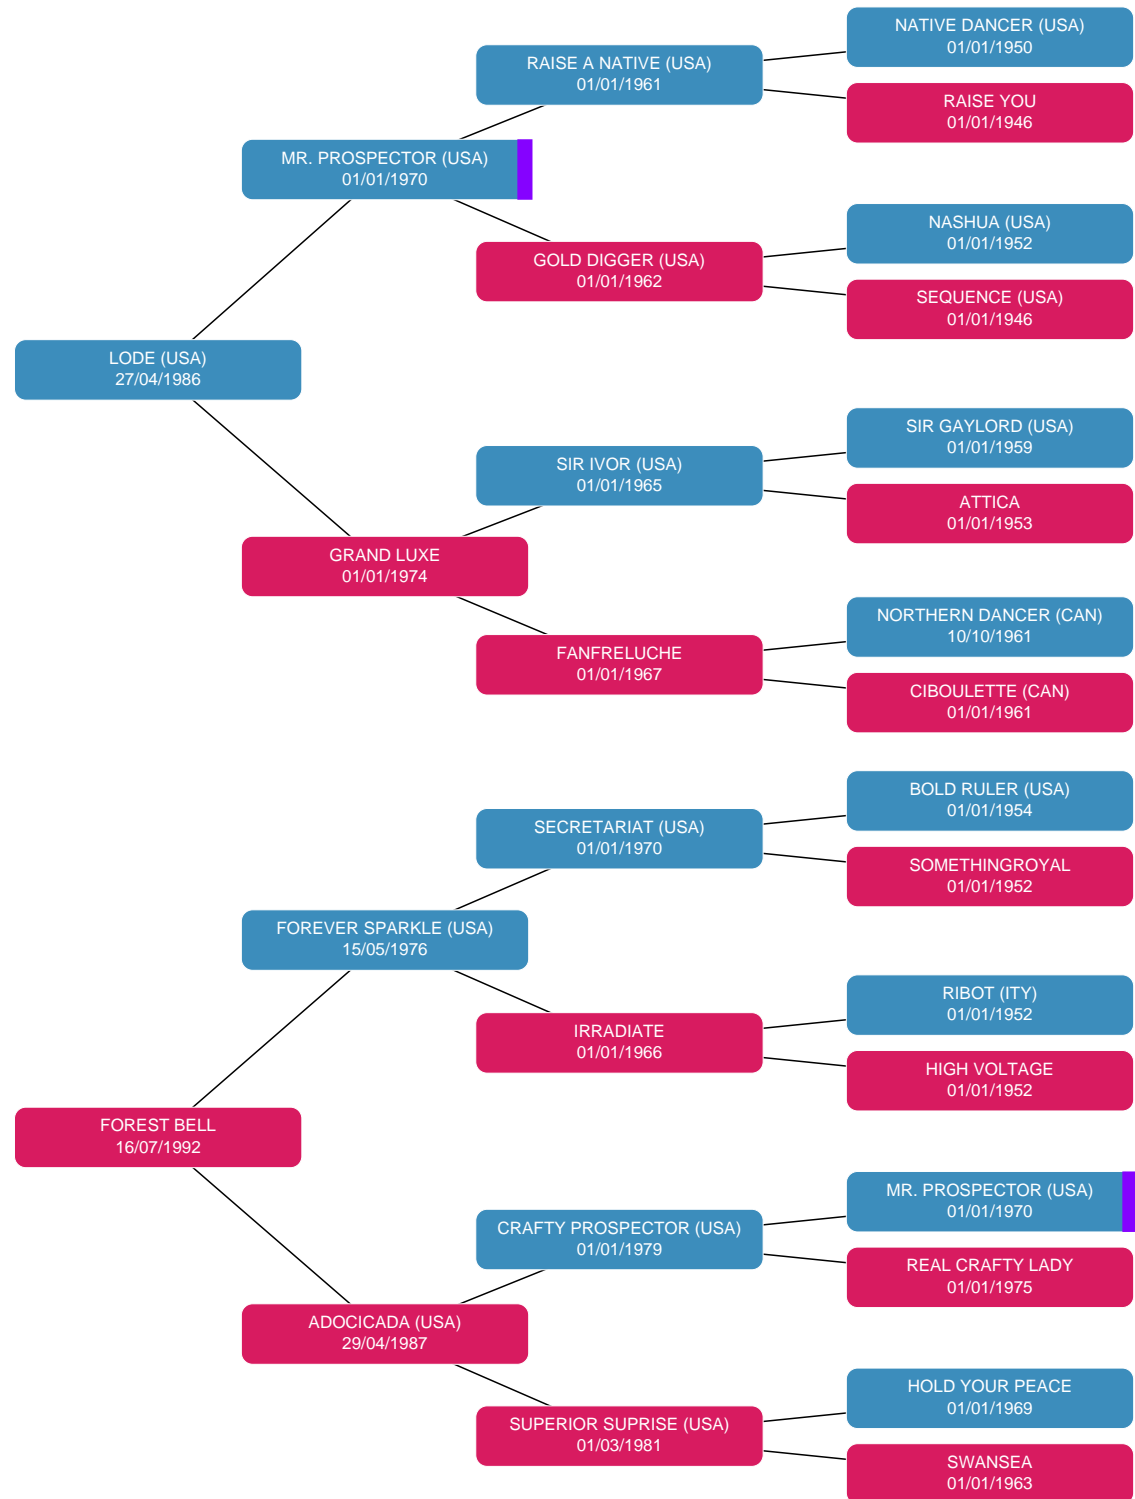 NATIVE DANCER (USA)
01/01/1950
RAISE A NATIVE (USA)
01/01/1961
RAISE YOU
01/01/1946
MR. PROSPECTOR (USA)
01/01/1970
NASHUA (USA)
01/01/1952
GOLD DIGGER (USA)
01/01/1962
SEQUENCE (USA)
01/01/1946
LODE (USA)
27/04/1986
SIR GAYLORD (USA)
01/01/1959
SIR IVOR (USA)
01/01/1965
ATTICA
01/01/1953
GRAND LUXE
01/01/1974
NORTHERN DANCER (CAN)
10/10/1961
FANFRELUCHE
01/01/1967
CIBOULETTE (CAN)
01/01/1961
BOLD RULER (USA)
01/01/1954
SECRETARIAT (USA)
01/01/1970
SOMETHINGROYAL
01/01/1952
FOREVER SPARKLE (USA)
15/05/1976
RIBOT (ITY)
01/01/1952
IRRADIATE
01/01/1966
HIGH VOLTAGE
01/01/1952
FOREST BELL
16/07/1992
MR. PROSPECTOR (USA)
01/01/1970
CRAFTY PROSPECTOR (USA)
01/01/1979
REAL CRAFTY LADY
01/01/1975
ADOCICADA (USA)
29/04/1987
HOLD YOUR PEACE
01/01/1969
SUPERIOR SUPRISE (USA)
01/03/1981
SWANSEA
01/01/1963